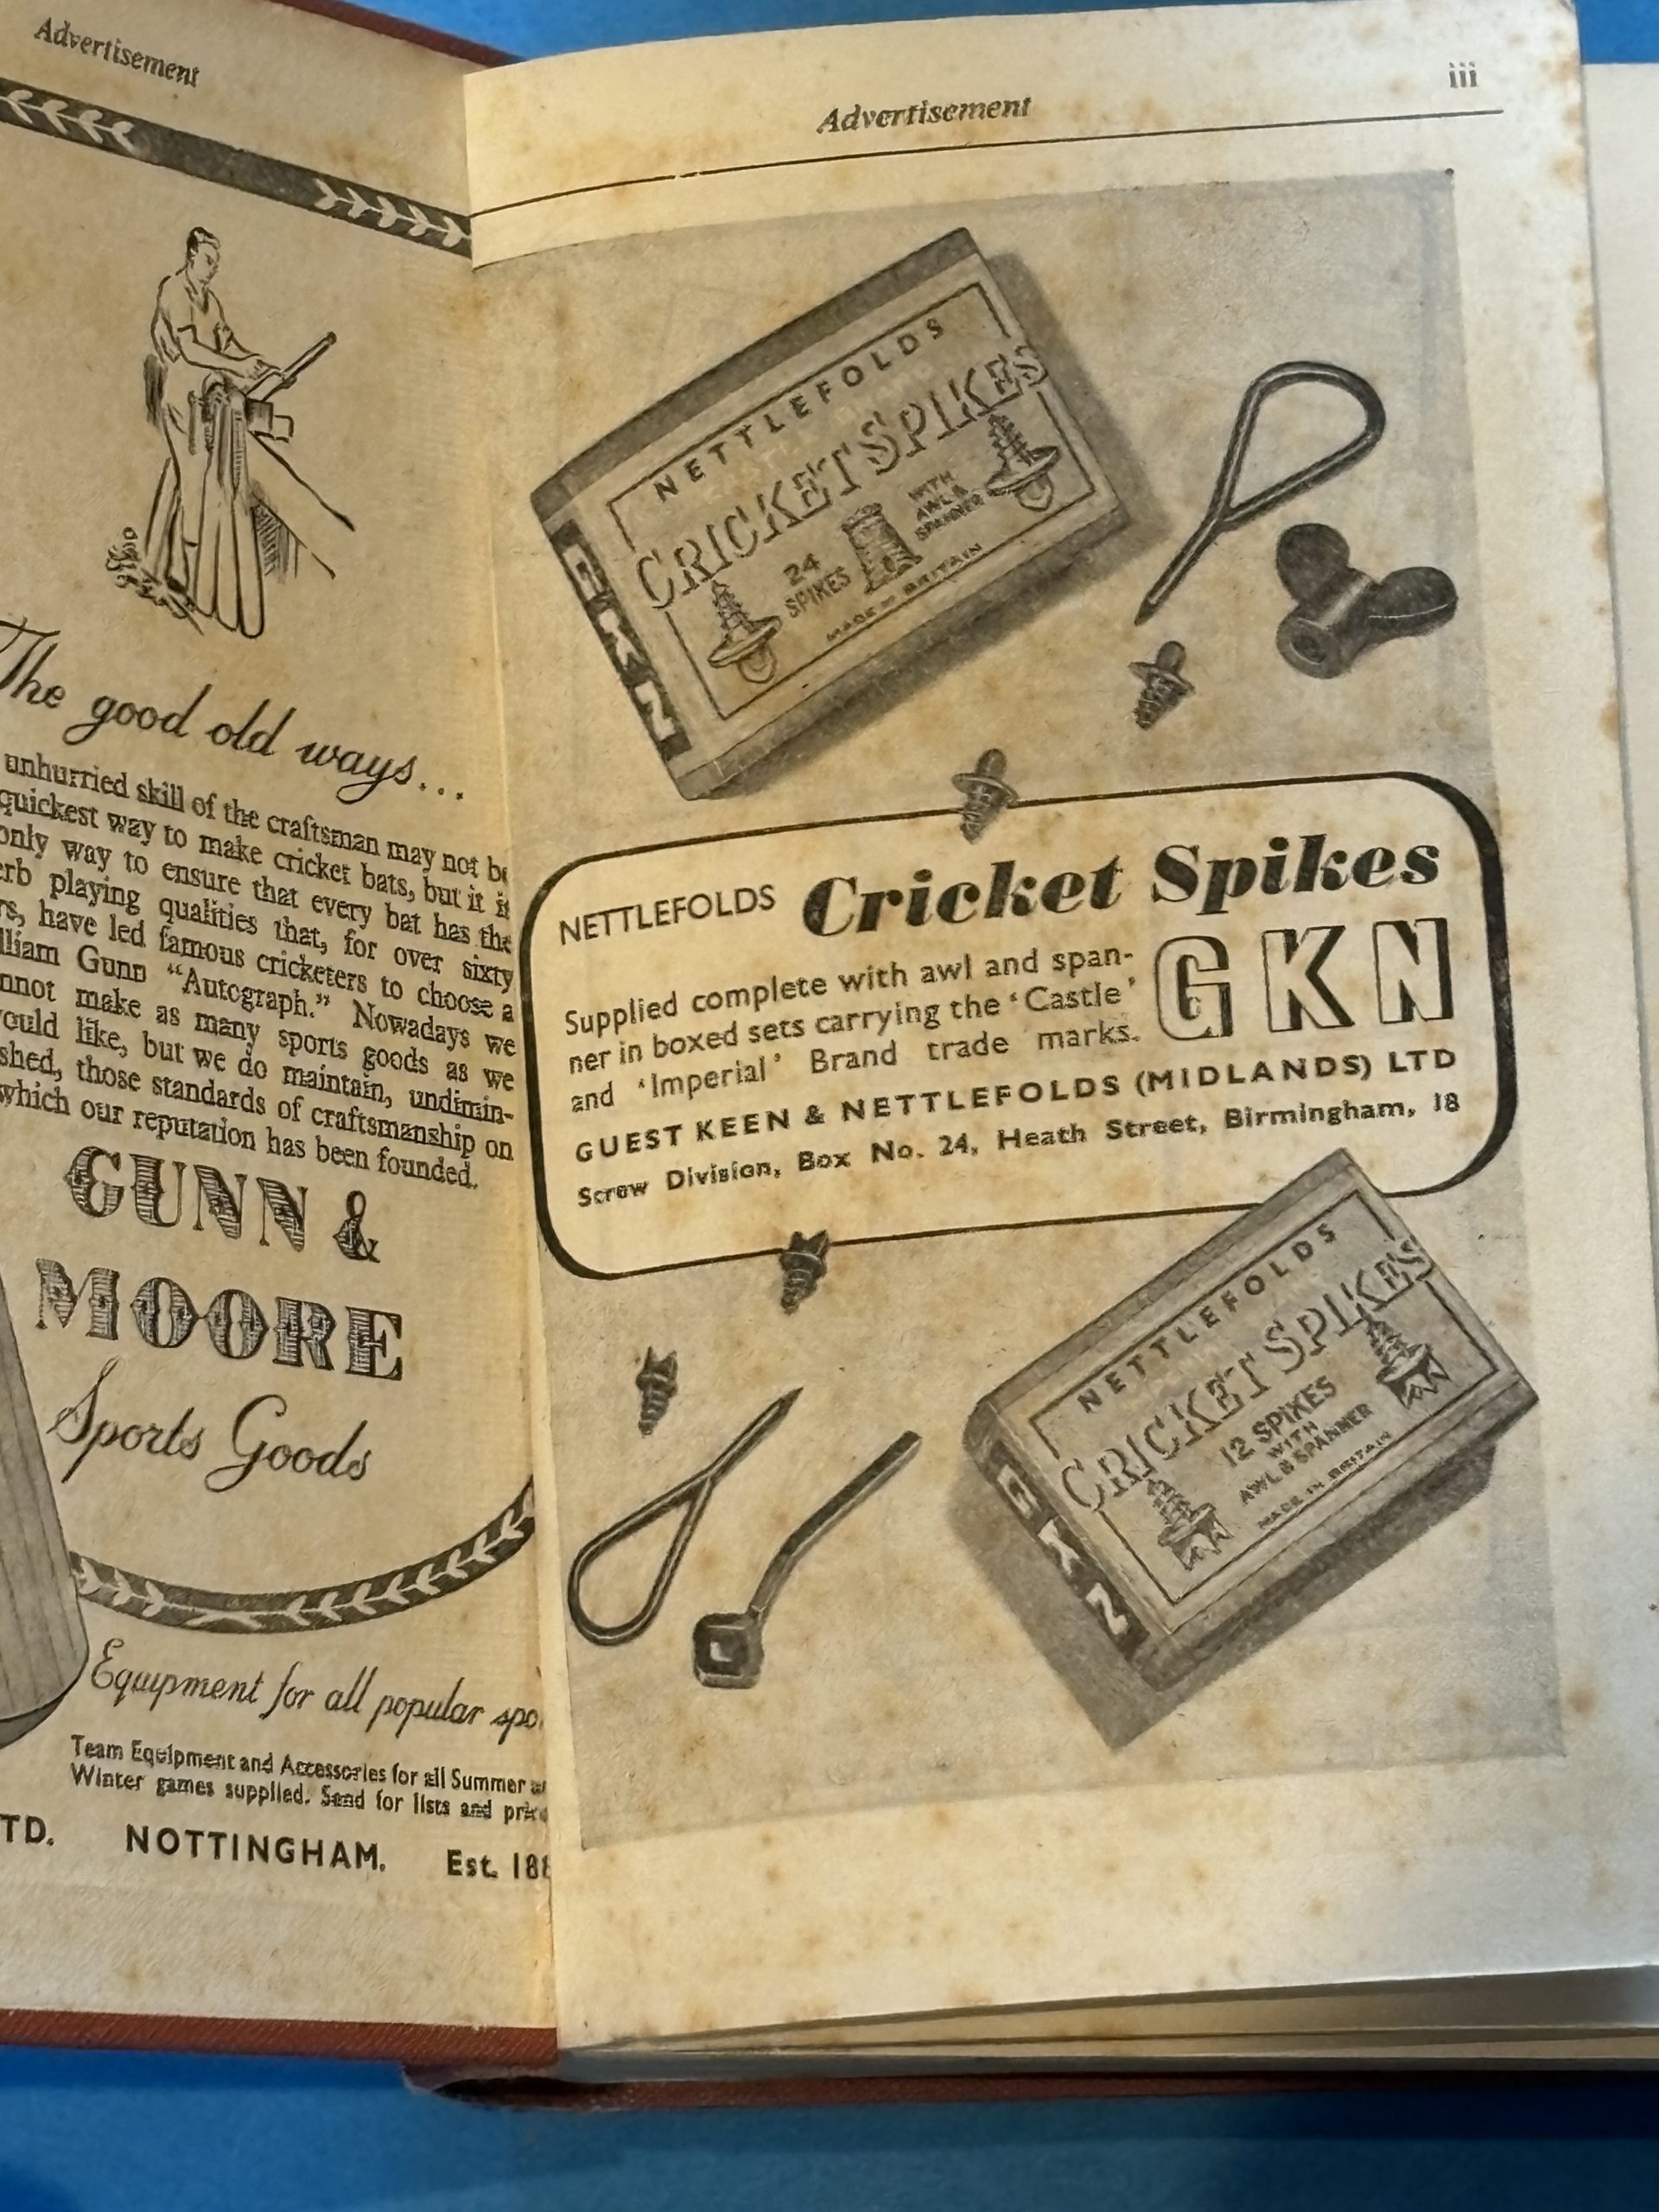 Advertisement
The good old ways...
unhurried skill of the craftsman may not be
quickest way to make cricket bats, but it is
only way to ensure that every bat has the
playing qualities that, for over sixty
have led famous cricketers to choose a
Gunn "Autograph." Nowadays we
make as many sports goods as we
like, but we do maintain, undimin-
shed, those standards of craftsmanship on
which our reputation has been founded.
GUNN &
MOORE
Sports Goods
Equipment for all popular spo
Team Equipment and Accessories for all Summer
Winter games supplied. Send for lists and
TD. NOTTINGHAM. Est. 188
Advertisement iii
NETTLEFOLDS
CRICKET SPIKES
24
SPIKES
WITH
AWL &
SPANNER
MADE IN BRITAIN
GKN
NETTLEFOLDS Cricket Spikes
Supplied complete with awl and span-
ner in boxed sets carrying the 'Castle'
and 'Imperial' Brand trade marks.
GKN
GUEST KEEN & NETTLEFOLDS (MIDLANDS) LTD
Screw Division, Box No. 24, Heath Street, Birmingham, 18
NETTLEFOLDS
CRICKET SPIKES
12 SPIKES
WITH
AWL & SPANNER
MADE IN BRITAIN
GKN